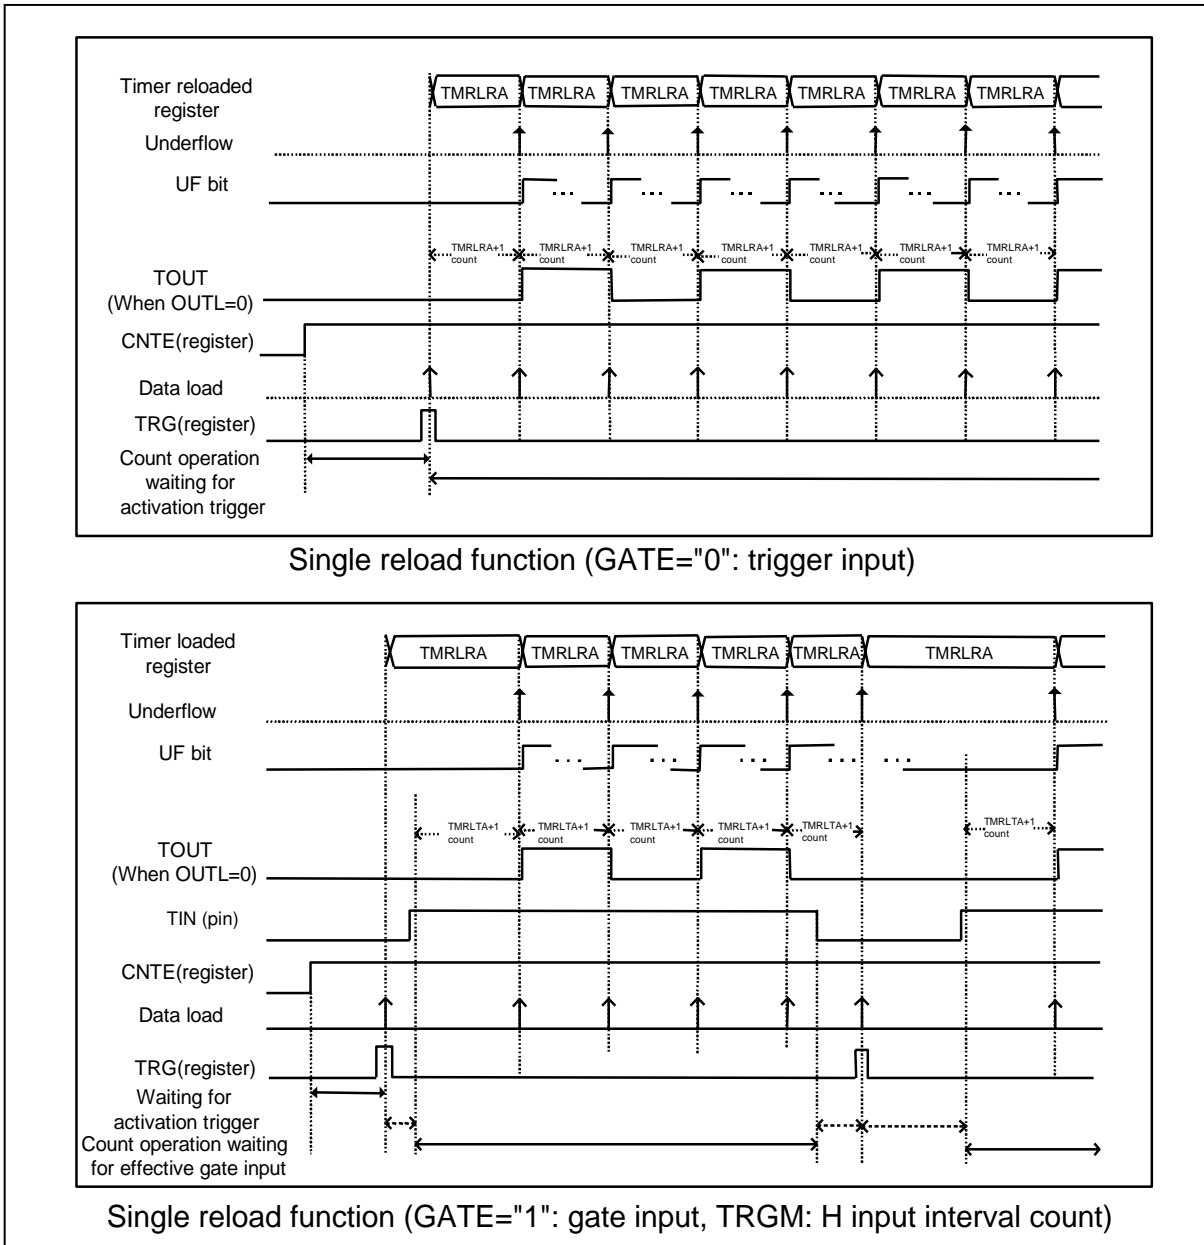 Timer reloaded
register
TMRLRA TMRLRA TMRLRA TMRLRA TMRLRA TMRLRA TMRLRA
Underflow
UF bit
TMRLRA+1 TMRLRA+1 TMRLRA+1 TMRLRA+1 TMRLRA+1 TMRLRA+1 TMRLRA+1
count count count count count count count
TOUT
(When OUTL=0)
CNTE(register)
Data load
TRG(register)
Count operation
waiting for
activation trigger
Single reload function (GATE="0": trigger input)
Timer loaded
register
TMRLRA TMRLRA TMRLRA TMRLRA TMRLRA TMRLRA
Underflow
UF bit
TMRLTA+1 TMRLTA+1 TMRLTA+1 TMRLTA+1 TMRLTA+1 TMRLTA+1
count count count count count count
TOUT
(When OUTL=0)
TIN (pin)
CNTE(register)
Data load
TRG(register)
Waiting for
activation trigger
Count operation waiting
for effective gate input
Single reload function (GATE="1": gate input, TRGM: H input interval count)